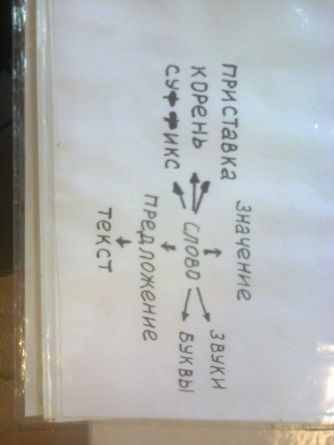 значение
приставка
корень
суффикс
слово
звуки
буквы
предложение
текст